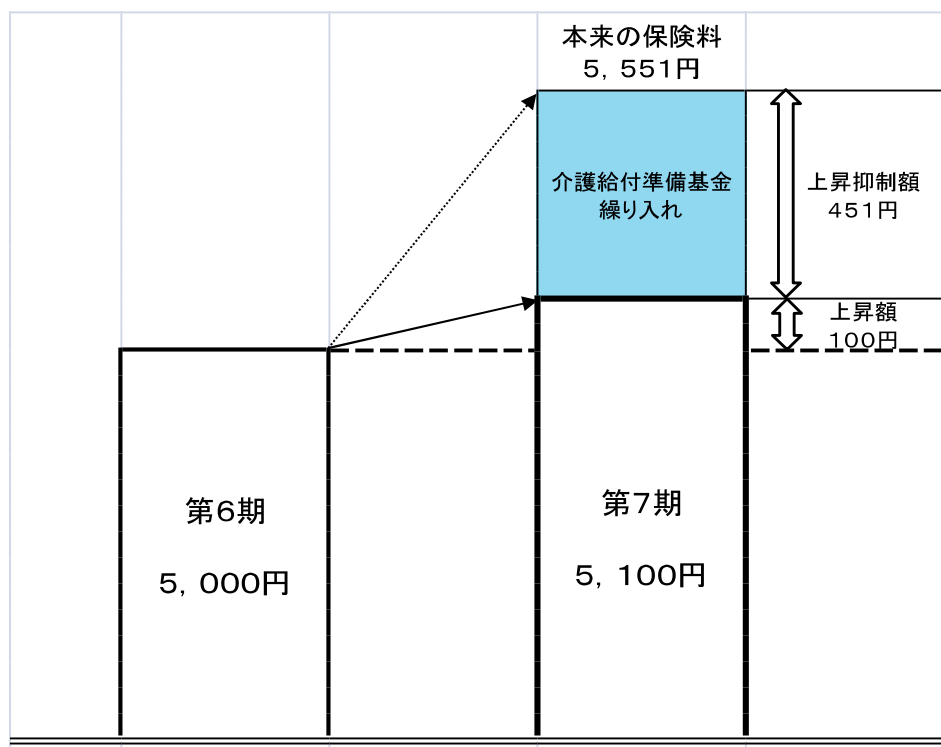 本来の保険料
5，551円
介護給付準備基金
繰り入れ
上昇抑制額
451円
上昇額
100円
第6期
5，000円
第7期
5，100円